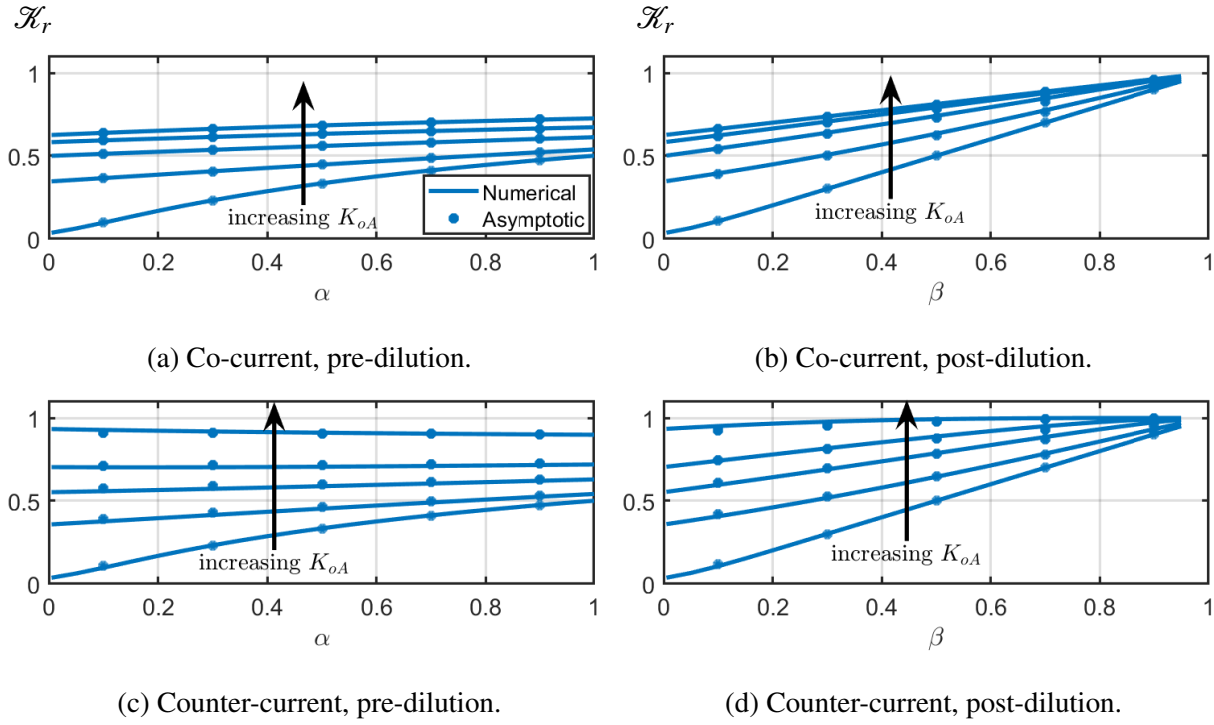 𝒦r 𝒦r
1
0.5
0
0 0.2 0.4 0.6 0.8 1
α
increasing KoA
Numerical
Asymptotic
(a) Co-current, pre-dilution.
1
0.5
0
0 0.2 0.4 0.6 0.8 1
β
increasing KoA
(b) Co-current, post-dilution.
1
0.5
0
0 0.2 0.4 0.6 0.8 1
α
increasing KoA
(c) Counter-current, pre-dilution.
1
0.5
0
0 0.2 0.4 0.6 0.8 1
β
increasing KoA
(d) Counter-current, post-dilution.